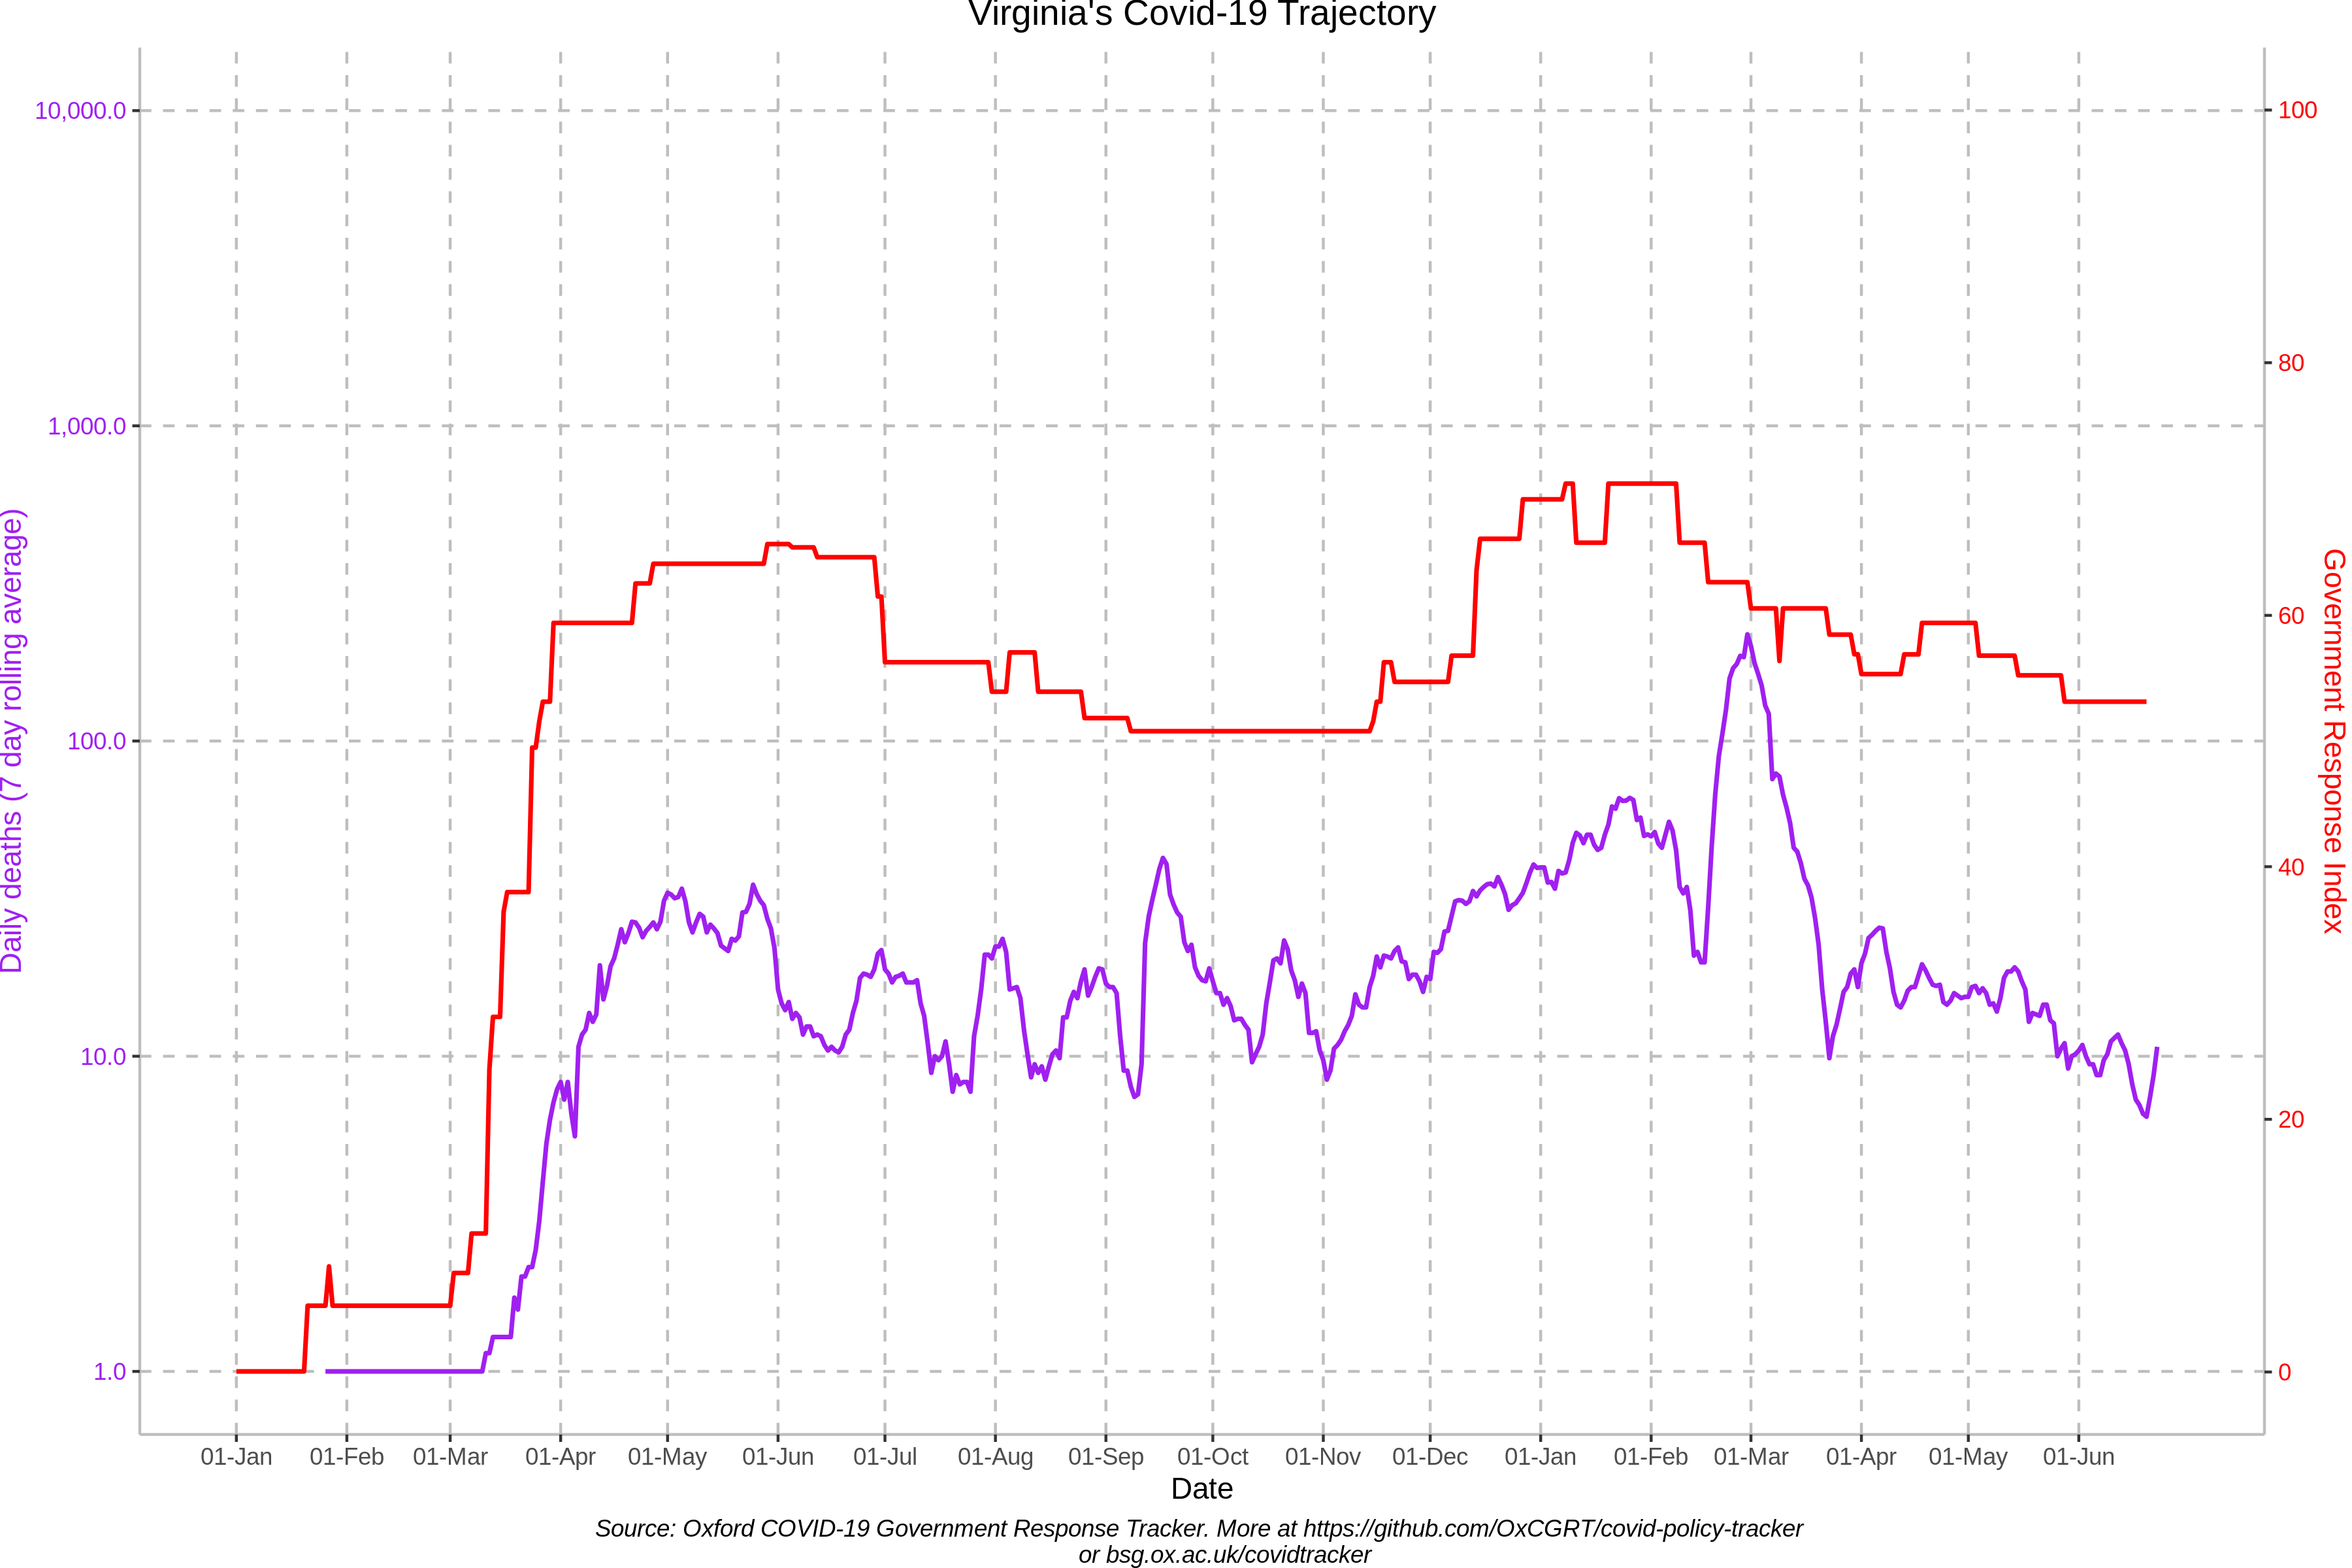 Virginia's Covid-19 Trajectory
10,000.0
1,000.0
100.0
10.0
1.0
Daily deaths (7 day rolling average)
100
80
60
40
20
0
Government Response Index
01-Jan 01-Feb 01-Mar 01-Apr 01-May 01-Jun 01-Jul 01-Aug 01-Sep 01-Oct 01-Nov 01-Dec 01-Jan 01-Feb 01-Mar 01-Apr 01-May 01-Jun
Date
Source: Oxford COVID-19 Government Response Tracker. More at https://github.com/OxCGRT/covid-policy-tracker
or bsg.ox.ac.uk/covidtracker